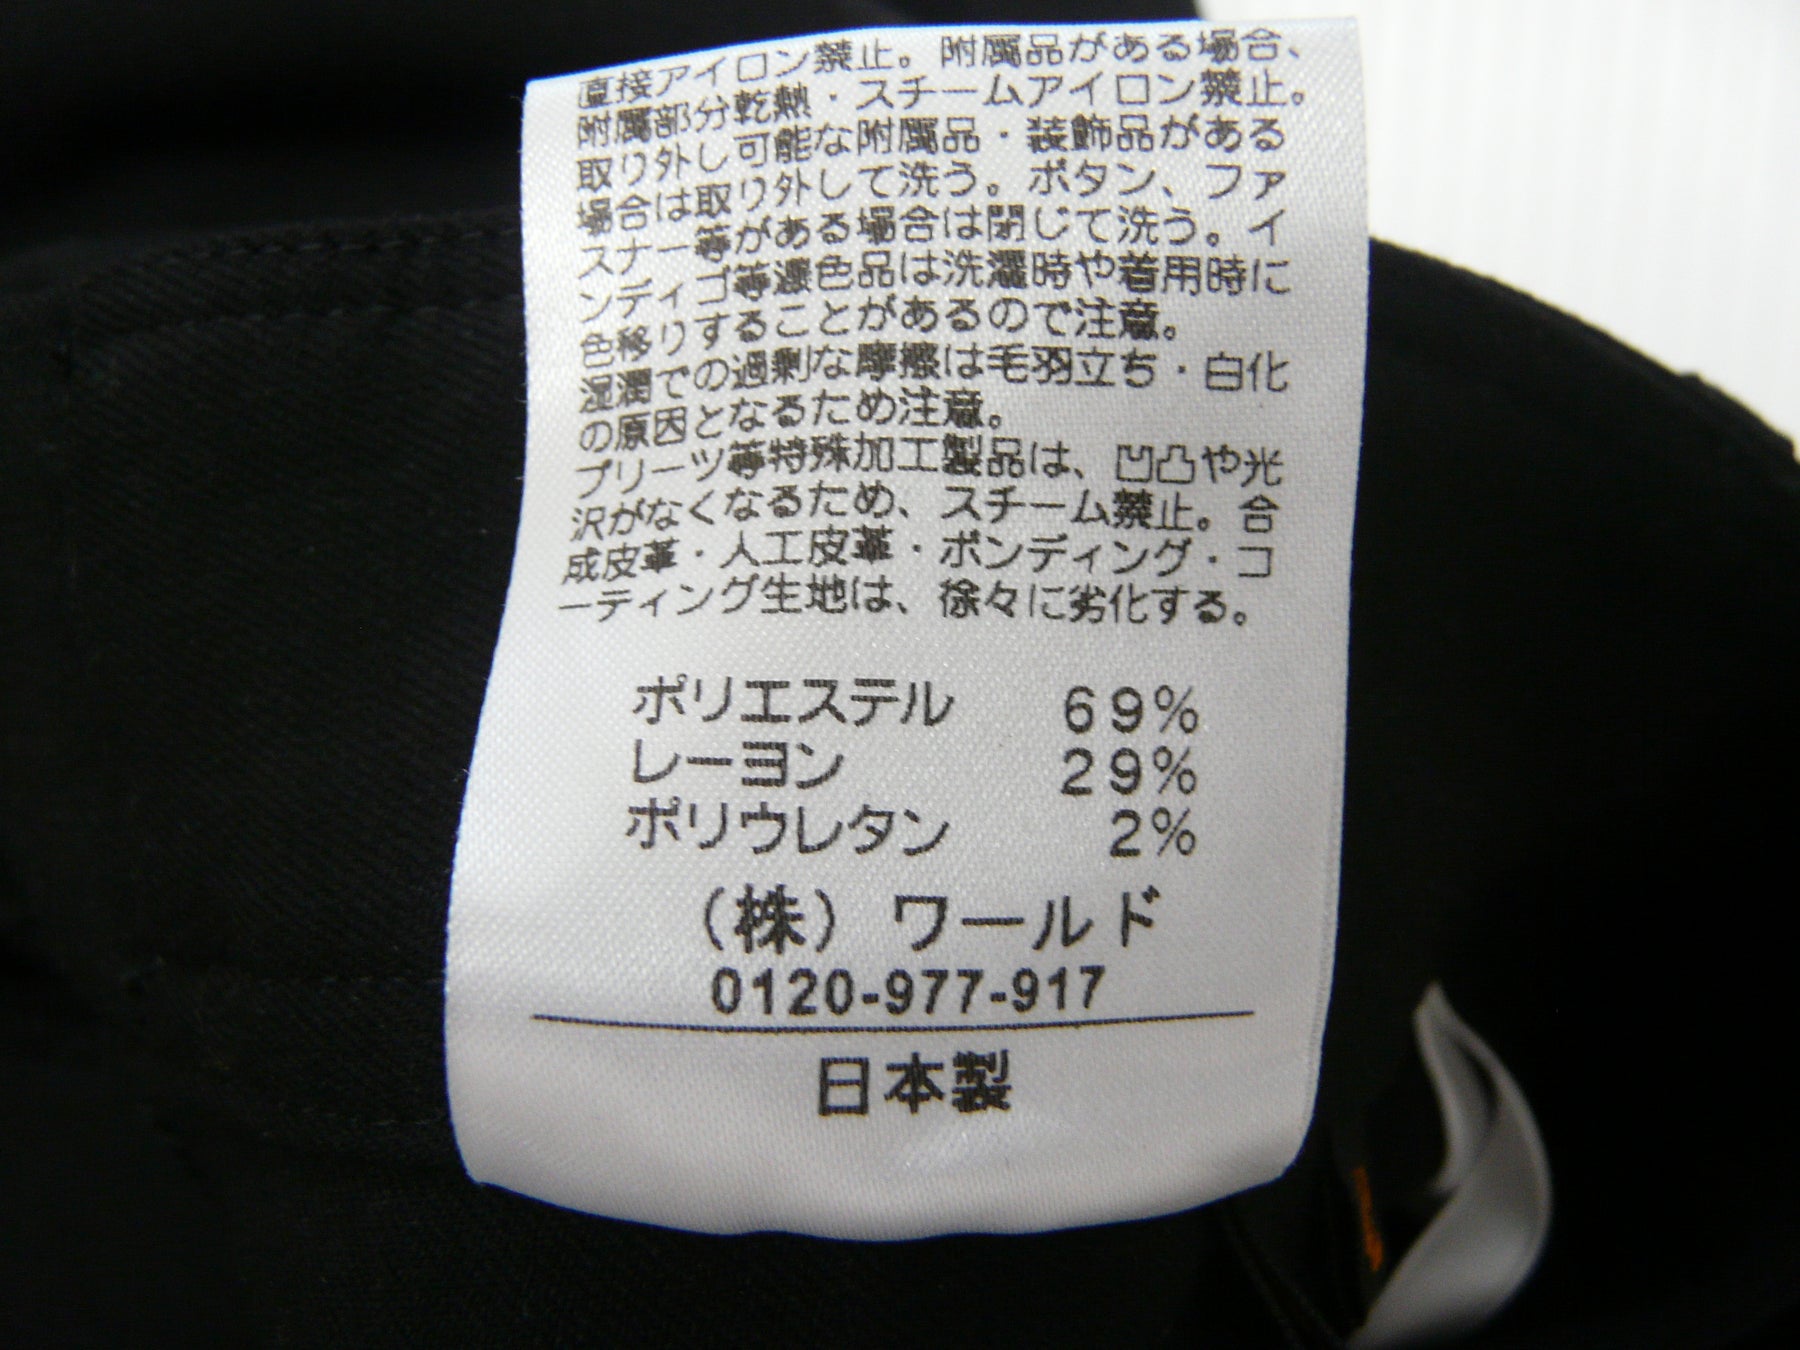 直接アイロン禁止。附属品がある場合、
附属部分乾熱・スチームアイロン禁止。
取り外し可能な附属品・装飾品がある
場合は取り外して洗う。ボタン、ファ
スナー等がある場合は閉じて洗う。イ
ンディゴ等濃色品は洗濯時や着用時に
色移りすることがあるので注意。
湿潤での過剰な摩擦は毛羽立ち・白化
の原因となるため注意。
プリーツ等特殊加工製品は、凹凸や光
沢がなくなるため、スチーム禁止。合
成皮革・人工皮革・ボンディング・コ
ーティング生地は、徐々に劣化する。
ポリエステル 69%
レーヨン 29%
ポリウレタン 2%
(株)ワールド
0120-977-917
日本製